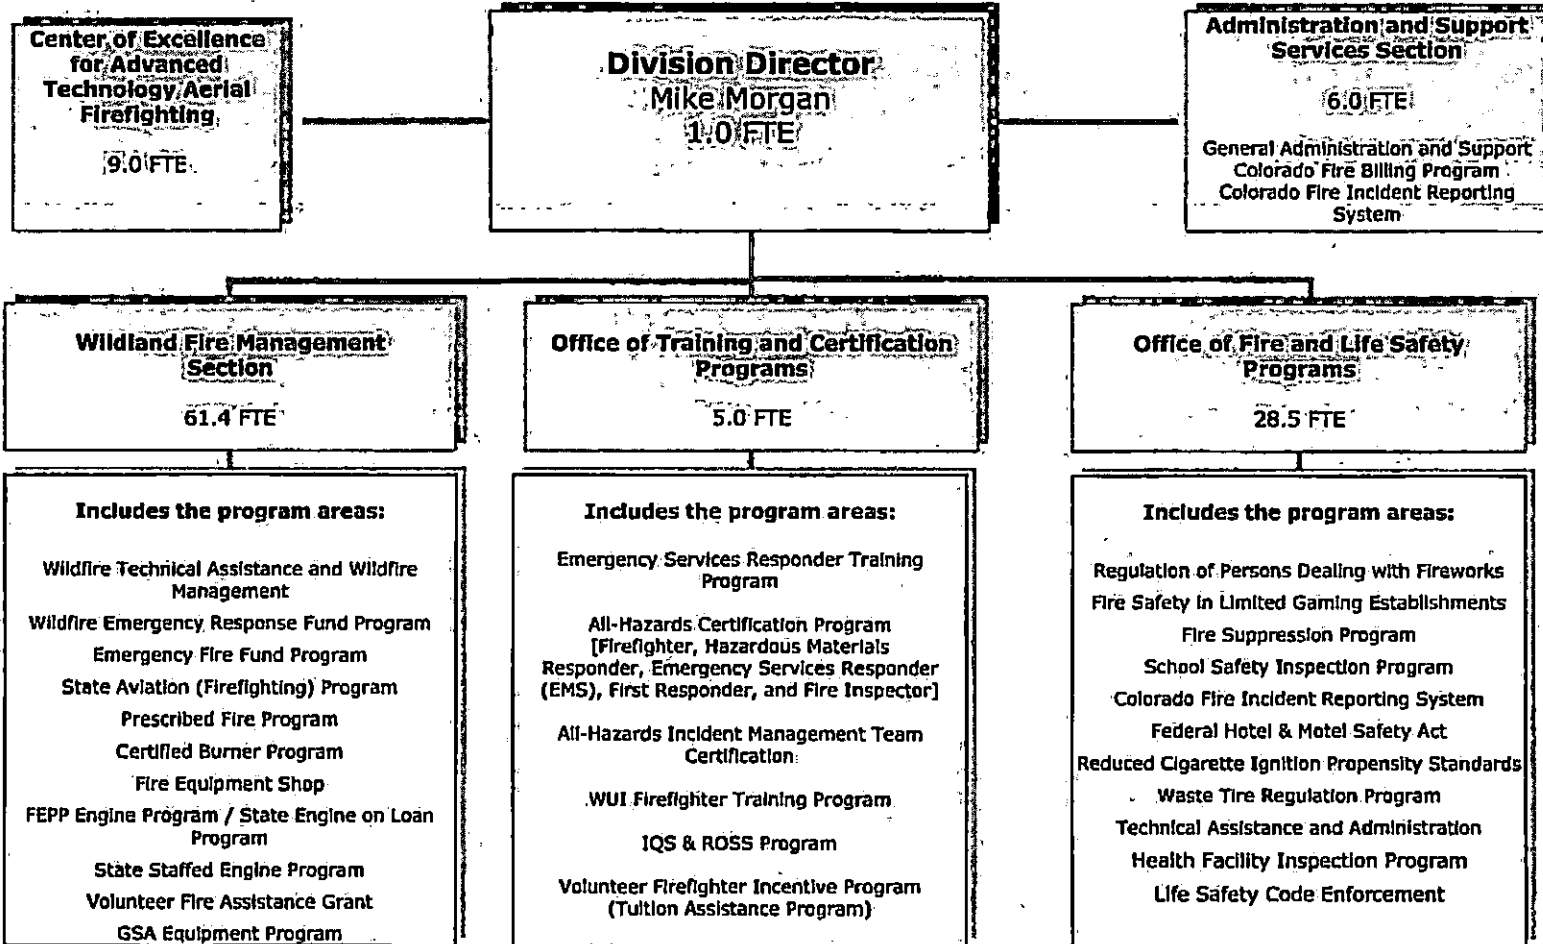 Center of Excellence
for Advanced
Technology Aerial
Firefighting
9.0 FTE
Division Director
Mike Morgan
1.0 FTE
Administration and Support
Services Section
6.0 FTE
General Administration and Support
Colorado Fire Billing Program
Colorado Fire Incident Reporting
System
Wildland Fire Management
Section
61.4 FTE
Office of Training and Certification
Programs
5.0 FTE
Office of Fire and Life Safety
Programs
28.5 FTE
Includes the program areas:
Wildfire Technical Assistance and Wildfire
Management
Wildfire Emergency Response Fund Program
Emergency Fire Fund Program
State Aviation (Firefighting) Program
Prescribed Fire Program
Certified Burner Program
Fire Equipment Shop
FEPP Engine Program / State Engine on Loan
Program
State Staffed Engine Program
Volunteer Fire Assistance Grant
GSA Equipment Program
Includes the program areas:
Emergency Services Responder Training
Program
All-Hazards Certification Program
[Firefighter, Hazardous Materials
Responder, Emergency Services Responder
(EMS), First Responder, and Fire Inspector]
All-Hazards Incident Management Team
Certification
WUI Firefighter Training Program
IQS & ROSS Program
Volunteer Firefighter Incentive Program
(Tuition Assistance Program)
Includes the program areas:
Regulation of Persons Dealing with Fireworks
Fire Safety in Limited Gaming Establishments
Fire Suppression Program
School Safety Inspection Program
Colorado Fire Incident Reporting System
Federal Hotel & Motel Safety Act
Reduced Cigarette Ignition Propensity Standards
Waste Tire Regulation Program
Technical Assistance and Administration
Health Facility Inspection Program
Life Safety Code Enforcement